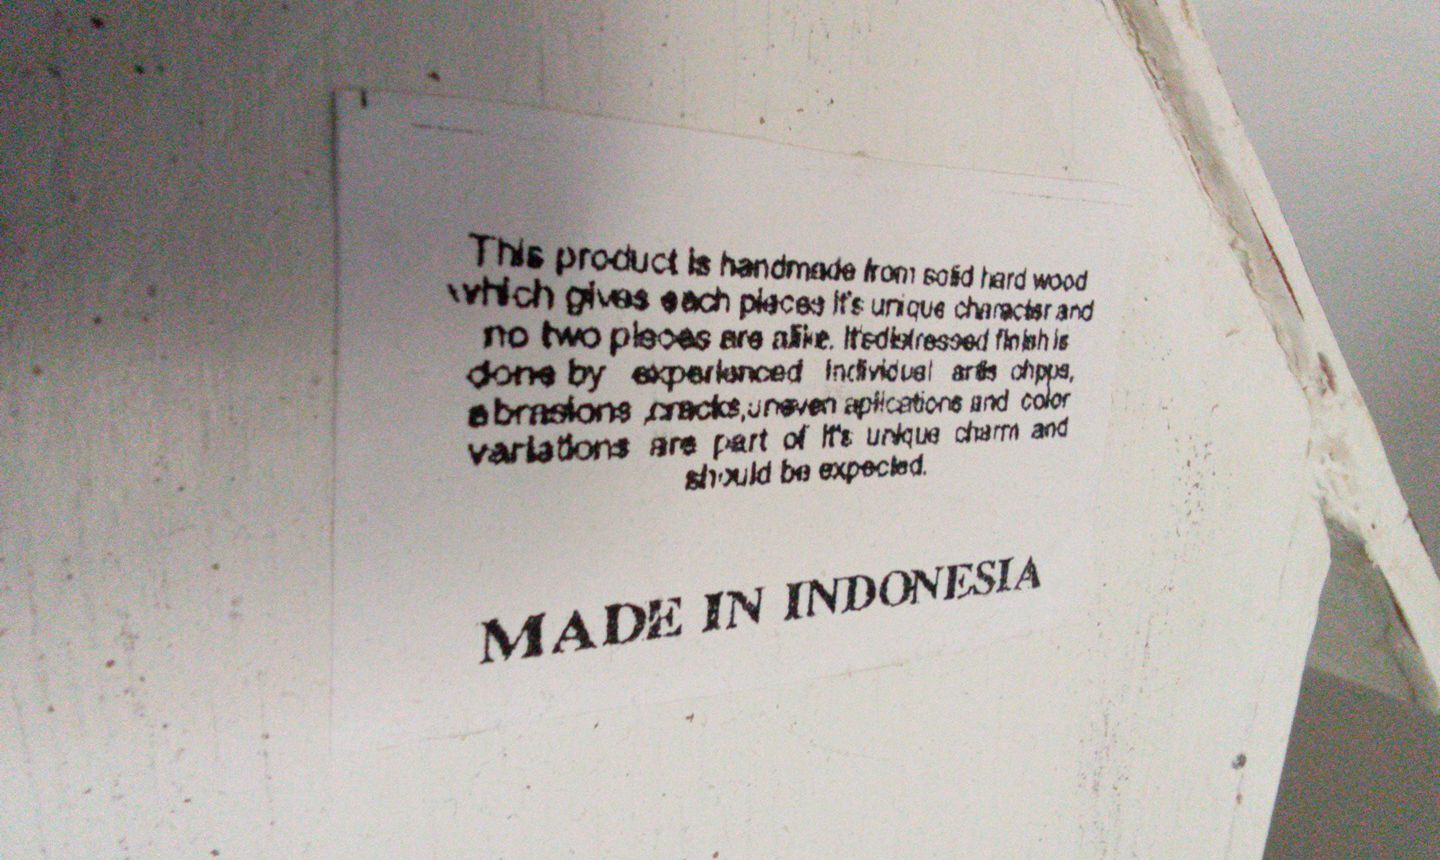 This product is handmade from solid hard wood
which gives each pieces it's unique character and
no two pieces are alike. It's distressed finish is
done by experienced individual artis chpps,
abrasions ,cracks,uneven aplications and color
variations are part of it's unique charm and
should be expected.
MADE IN INDONESIA